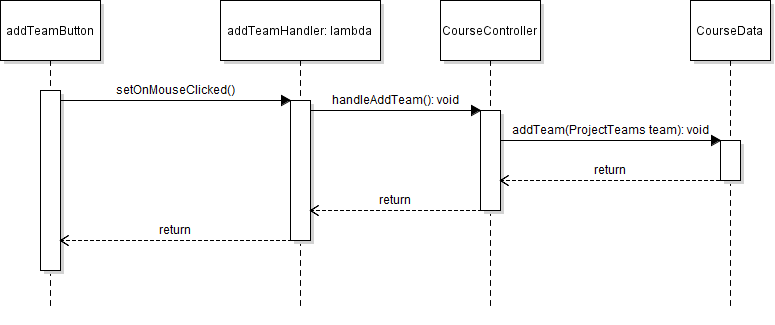 addTeamButton
addTeamHandler: lambda
CourseController
CourseData
setOnMouseClicked()
handleAddTeam(): void
addTeam(ProjectTeams team): void
return
return
return